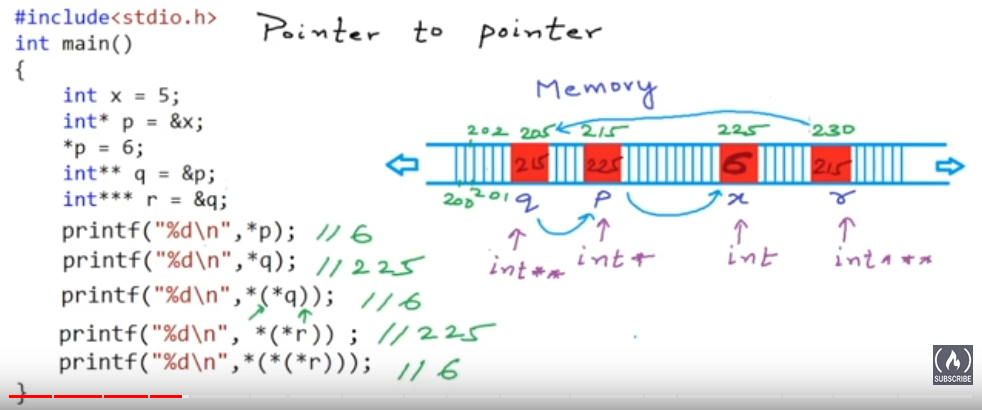 #include<stdio.h>
Pointer to pointer
int main()
{
int x = 5;
int* p = &x;
*p = 6;
int** q = &p;
int*** r = &q;
printf("%d\n",*p); //6
printf("%d\n",*q); //225
printf("%d\n",*(*q)); //6
printf("%d\n", *(*r)) ; //225
printf("%d\n",*(*(*r))); //6
}
Memory
202 205 215 225 230
215 225 6 215
200 201 q p x r
int** int* int int***
SUBSCRIBE